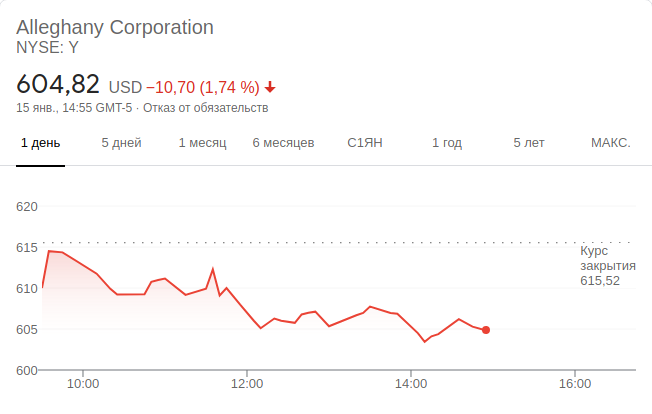 Alleghany Corporation
NYSE: Y
604,82 USD −10,70 (1,74 %)
15 янв., 14:55 GMT-5 · Отказ от обязательств
1 день 5 дней 1 месяц 6 месяцев С1ЯН 1 год 5 лет МАКС.
620
615
Курс
закрытия
615,52
610
605
600
10:00 12:00 14:00 16:00